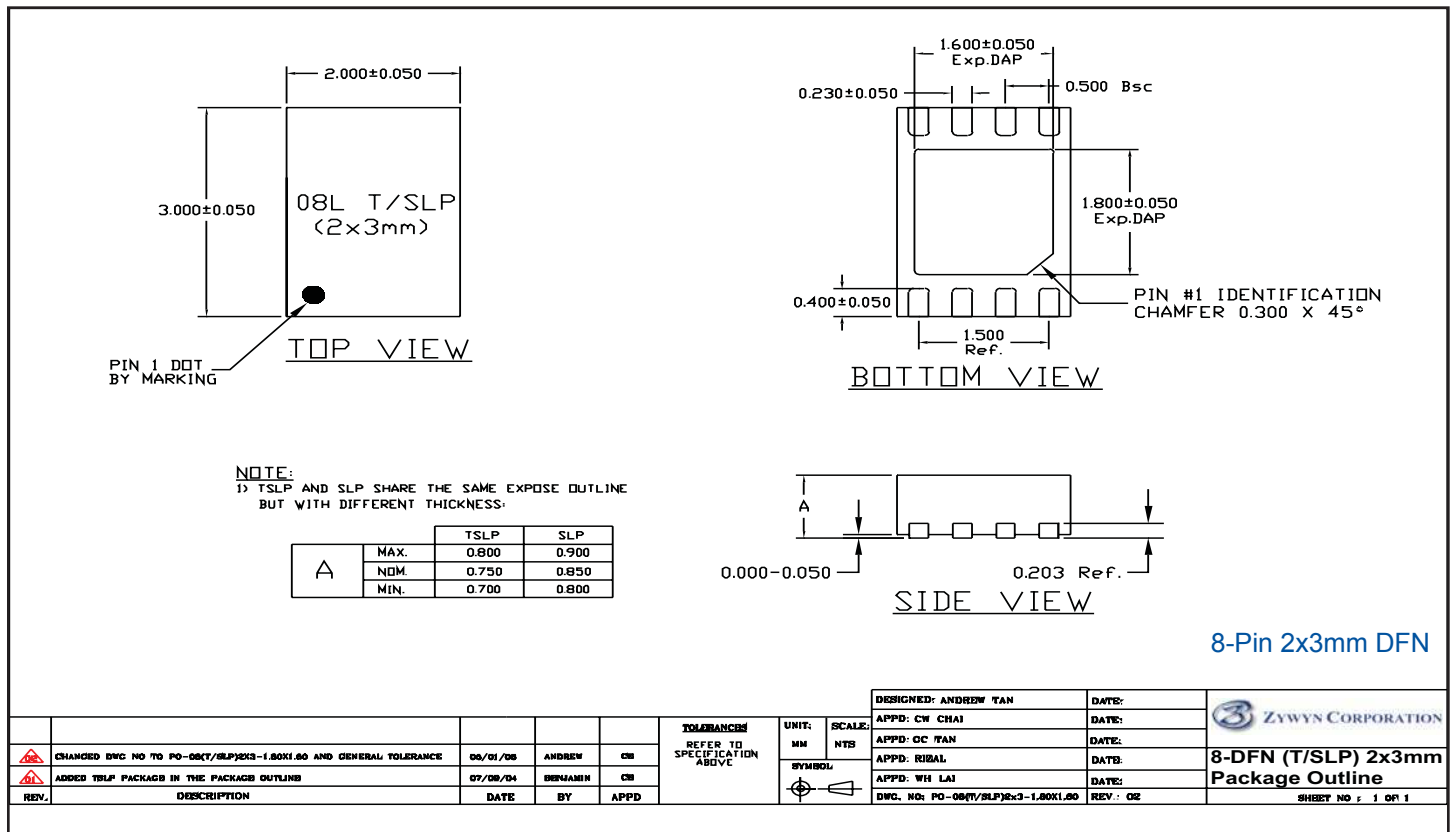 2.000±0.050
3.000±0.050
08L T/SLP
(2x3mm)
PIN 1 DOT
BY MARKING
TOP VIEW
1.600±0.050
Exp.DAP
0.230±0.050
0.500 Bsc
1.800±0.050
Exp.DAP
0.400±0.050
PIN #1 IDENTIFICATION
CHAMFER 0.300 X 45°
1.500
Ref.
BOTTOM VIEW
NOTE:
1) TSLP AND SLP SHARE THE SAME EXPOSE OUTLINE
BUT WITH DIFFERENT THICKNESS:
TSLP SLP
A
MAX. 0.800 0.900
NOM. 0.750 0.850
MIN. 0.700 0.800
A
0.000-0.050
0.203 Ref.
SIDE VIEW
8-Pin 2x3mm DFN
02 CHANGED DWG NO TO PO-08(T/SLP)2X3-1.80X1.60 AND GENERAL TOLERANCE ANDREW
01 ADDED TSLP PACKAGE IN THE PACKAGE OUTLINE BENJAMIN
REV. DESCRIPTION DATE BY APPD
TOLERANCES
REFER TO
SPECIFICATION
ABOVE
UNIT: SCALE:
MM NTS
SYMBOL
DESIGNED: ANDREW TAN DATE:
APPD: CW CHAI DATE:
APPD: OC TAN DATE:
APPD: RIZAL DATE:
APPD: WH LAI DATE:
DWG. NO: PO-08(T/SLP)2x3-1.80X1.60 REV.: 02
ZYWYN CORPORATION
8-DFN (T/SLP) 2x3mm
Package Outline
SHEET NO : 1 OF 1